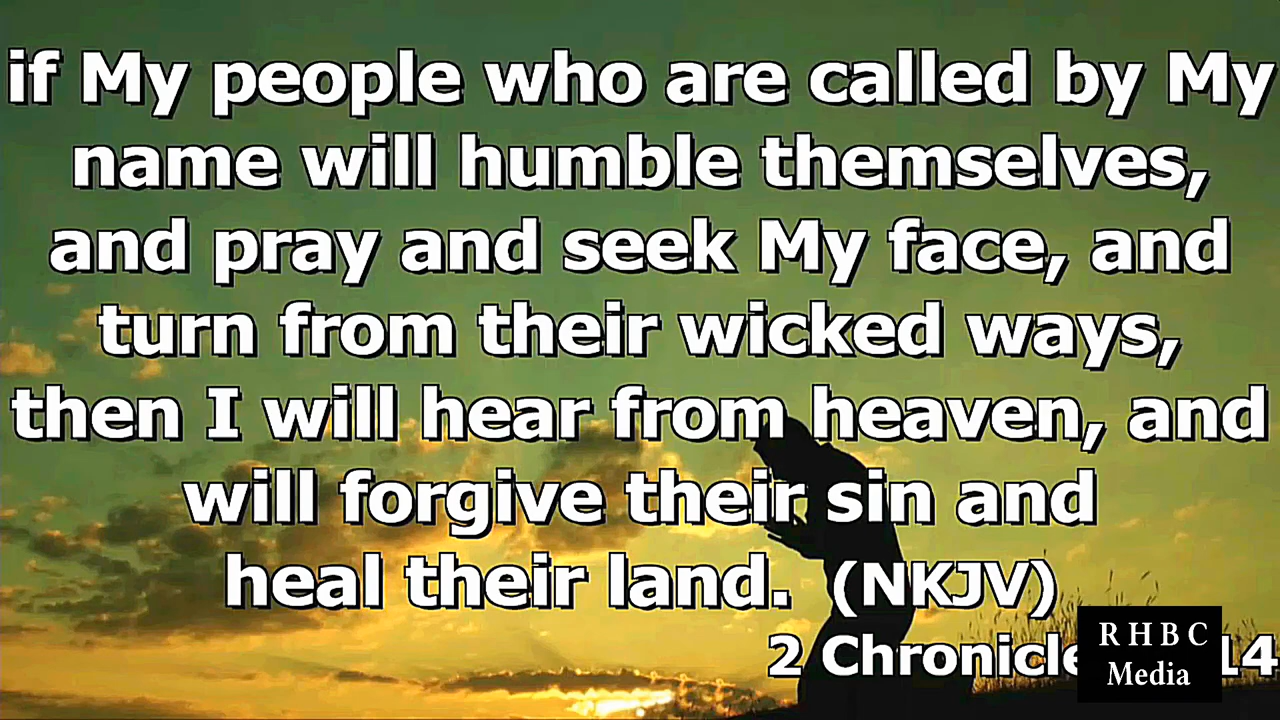 if My people who are called by My
name will humble themselves,
and pray and seek My face, and
turn from their wicked ways,
then I will hear from heaven, and
will forgive their sin and
heal their land. (NKJV)
2 14
RHBC
Media